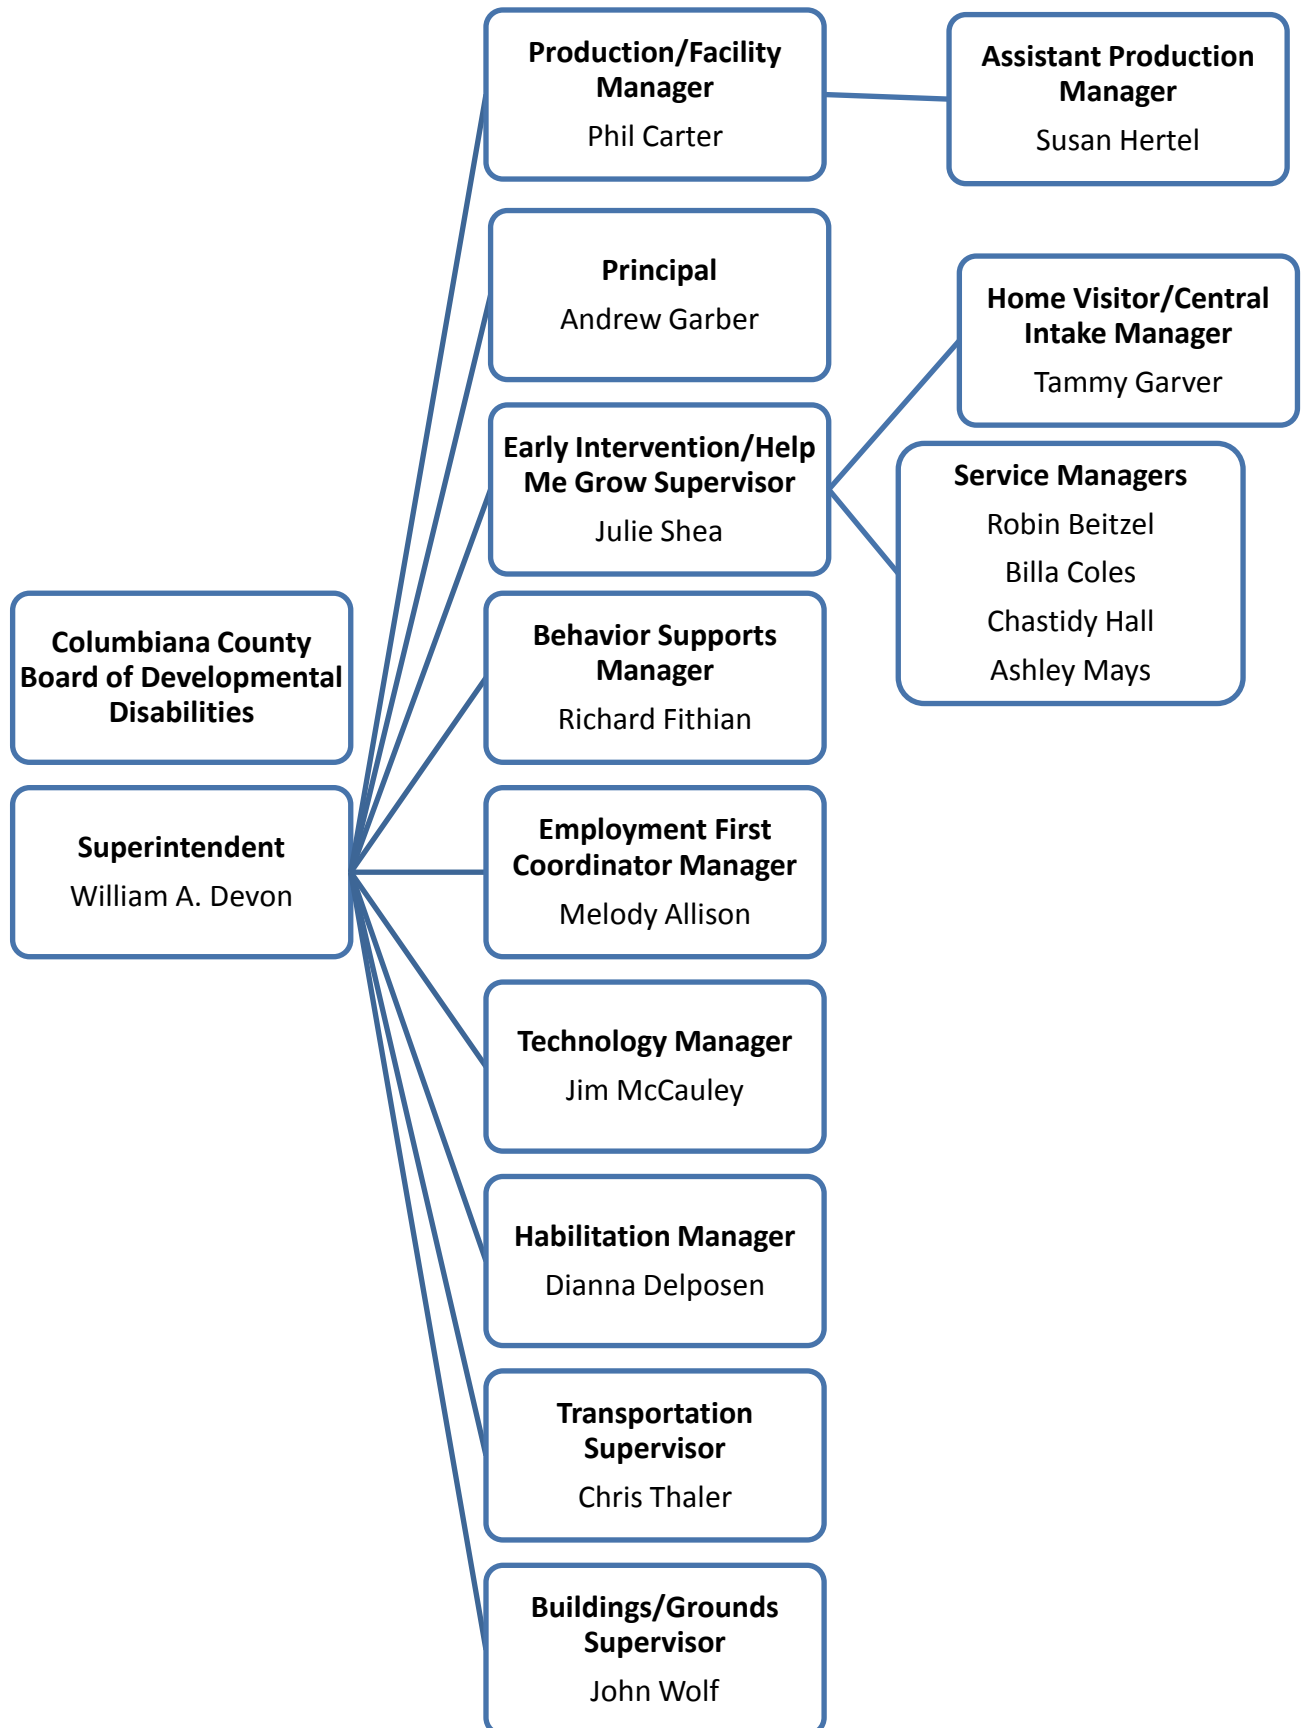 Columbiana County
Board of Developmental
Disabilities
Superintendent
William A. Devon
Production/Facility
Manager
Phil Carter
Assistant Production
Manager
Susan Hertel
Principal
Andrew Garber
Early Intervention/Help
Me Grow Supervisor
Julie Shea
Home Visitor/Central
Intake Manager
Tammy Garver
Service Managers
Robin Beitzel
Billa Coles
Chastidy Hall
Ashley Mays
Behavior Supports
Manager
Richard Fithian
Employment First
Coordinator Manager
Melody Allison
Technology Manager
Jim McCauley
Habilitation Manager
Dianna Delposen
Transportation
Supervisor
Chris Thaler
Buildings/Grounds
Supervisor
John Wolf